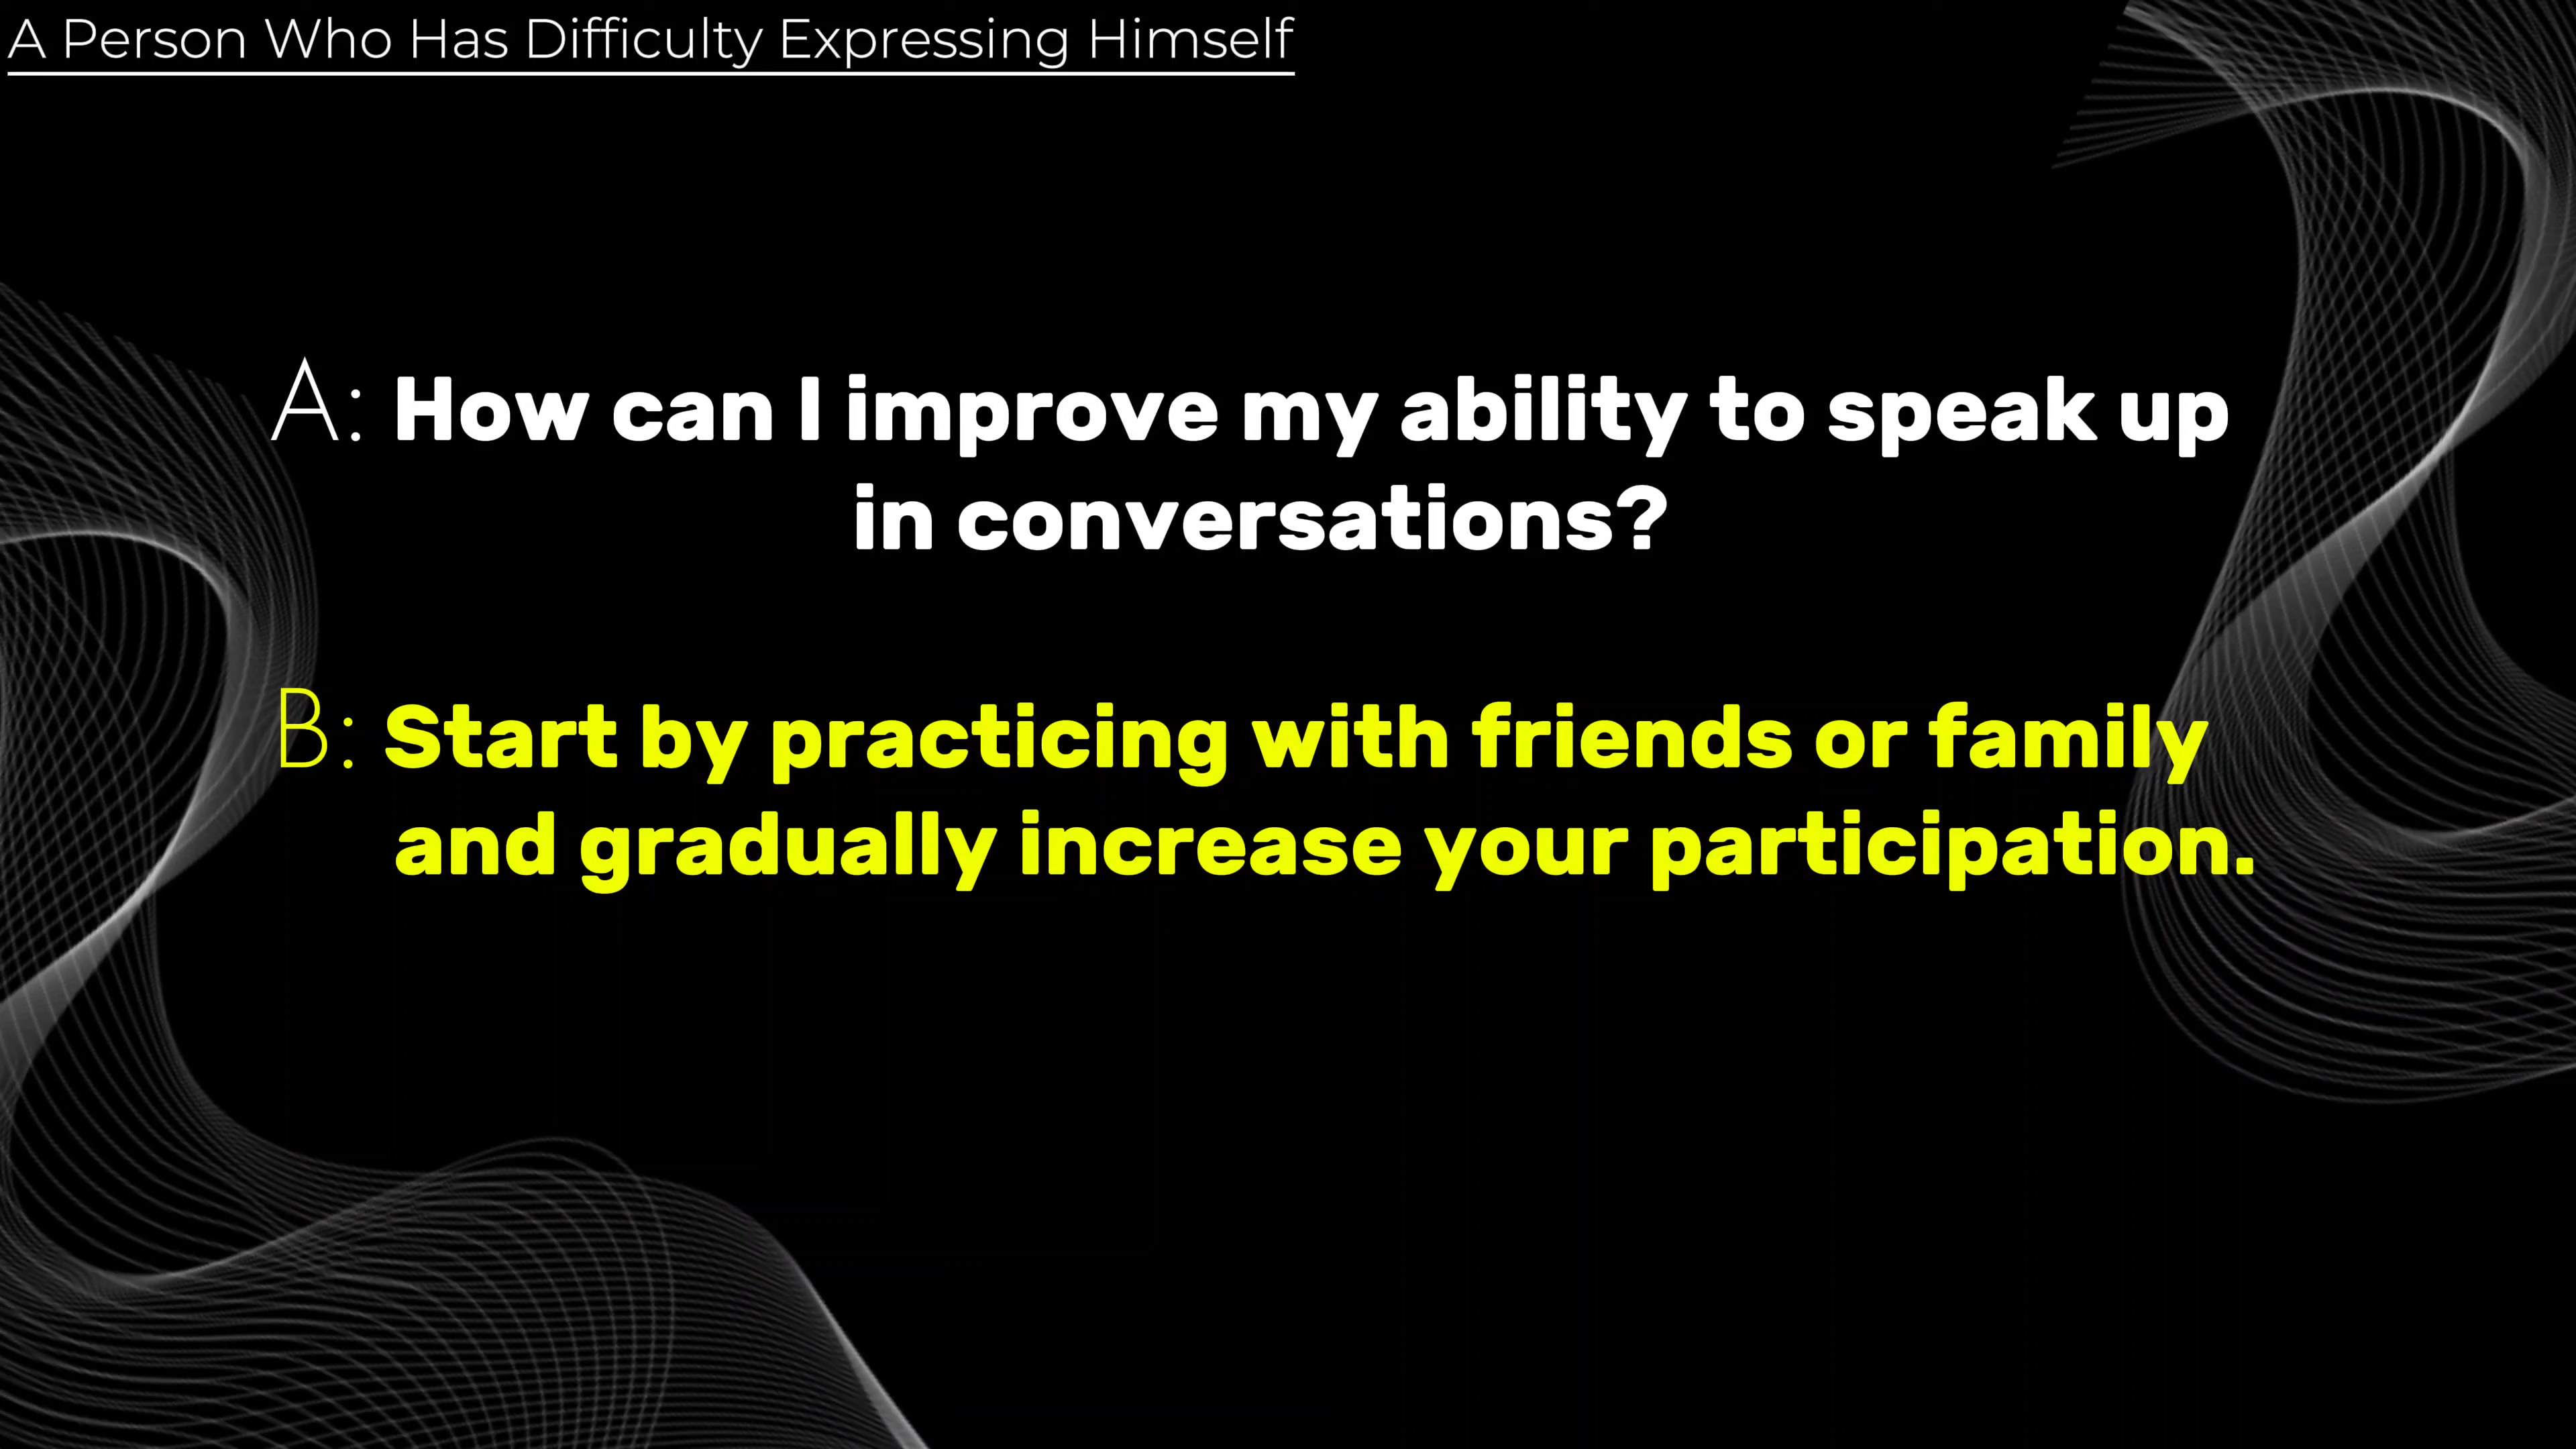 A Person Who Has Difficulty Expressing Himself
A: How can I improve my ability to speak up
in conversations?
B: Start by practicing with friends or family
and gradually increase your participation.